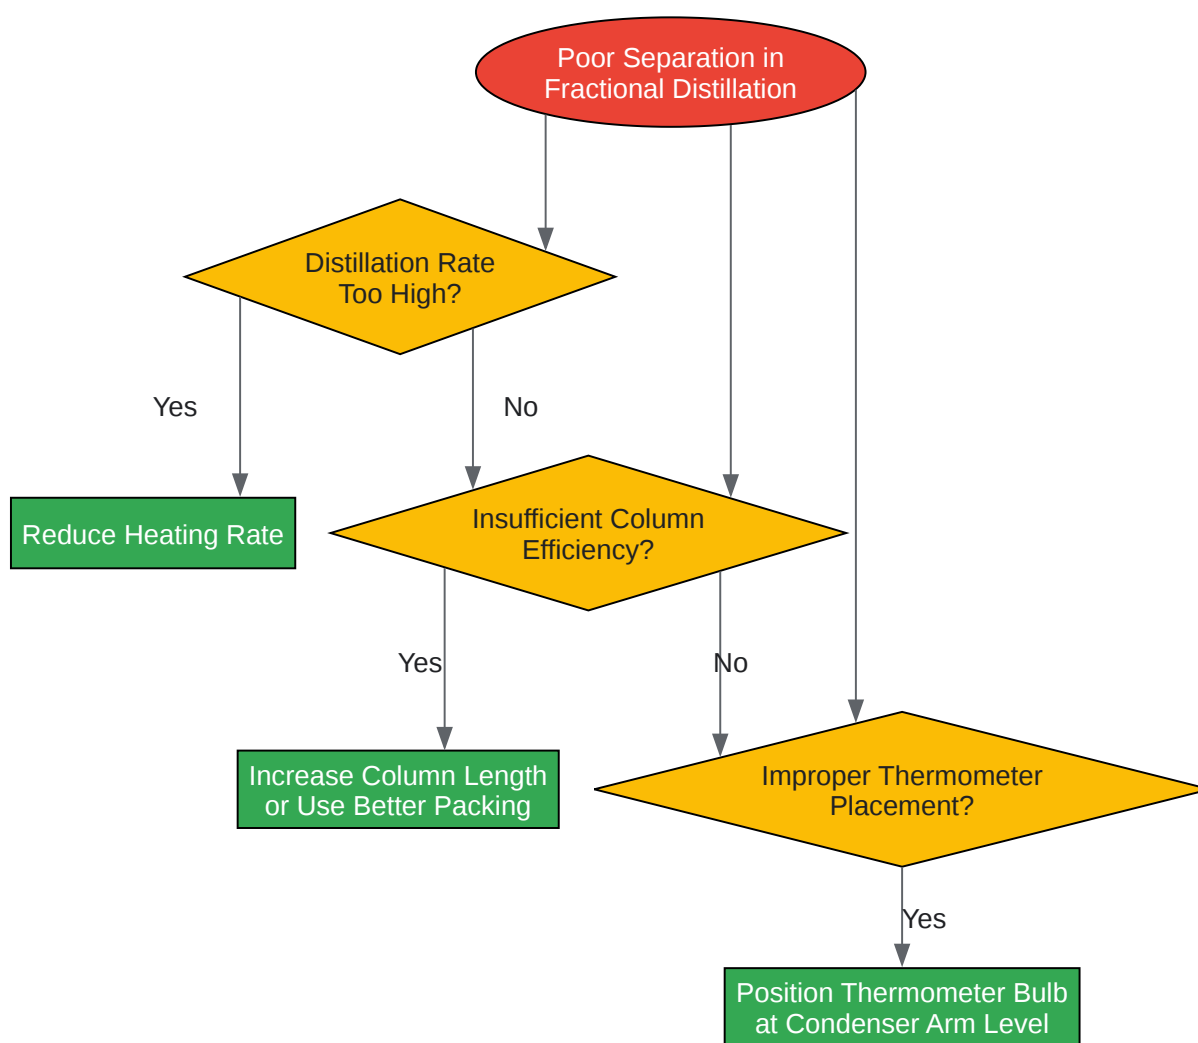 Poor Separation in
Fractional Distillation
Distillation Rate
Too High?
Yes
No
Reduce Heating Rate
Insufficient Column
Efficiency?
Yes
No
Increase Column Length
or Use Better Packing
Improper Thermometer
Placement?
Yes
Position Thermometer Bulb
at Condenser Arm Level